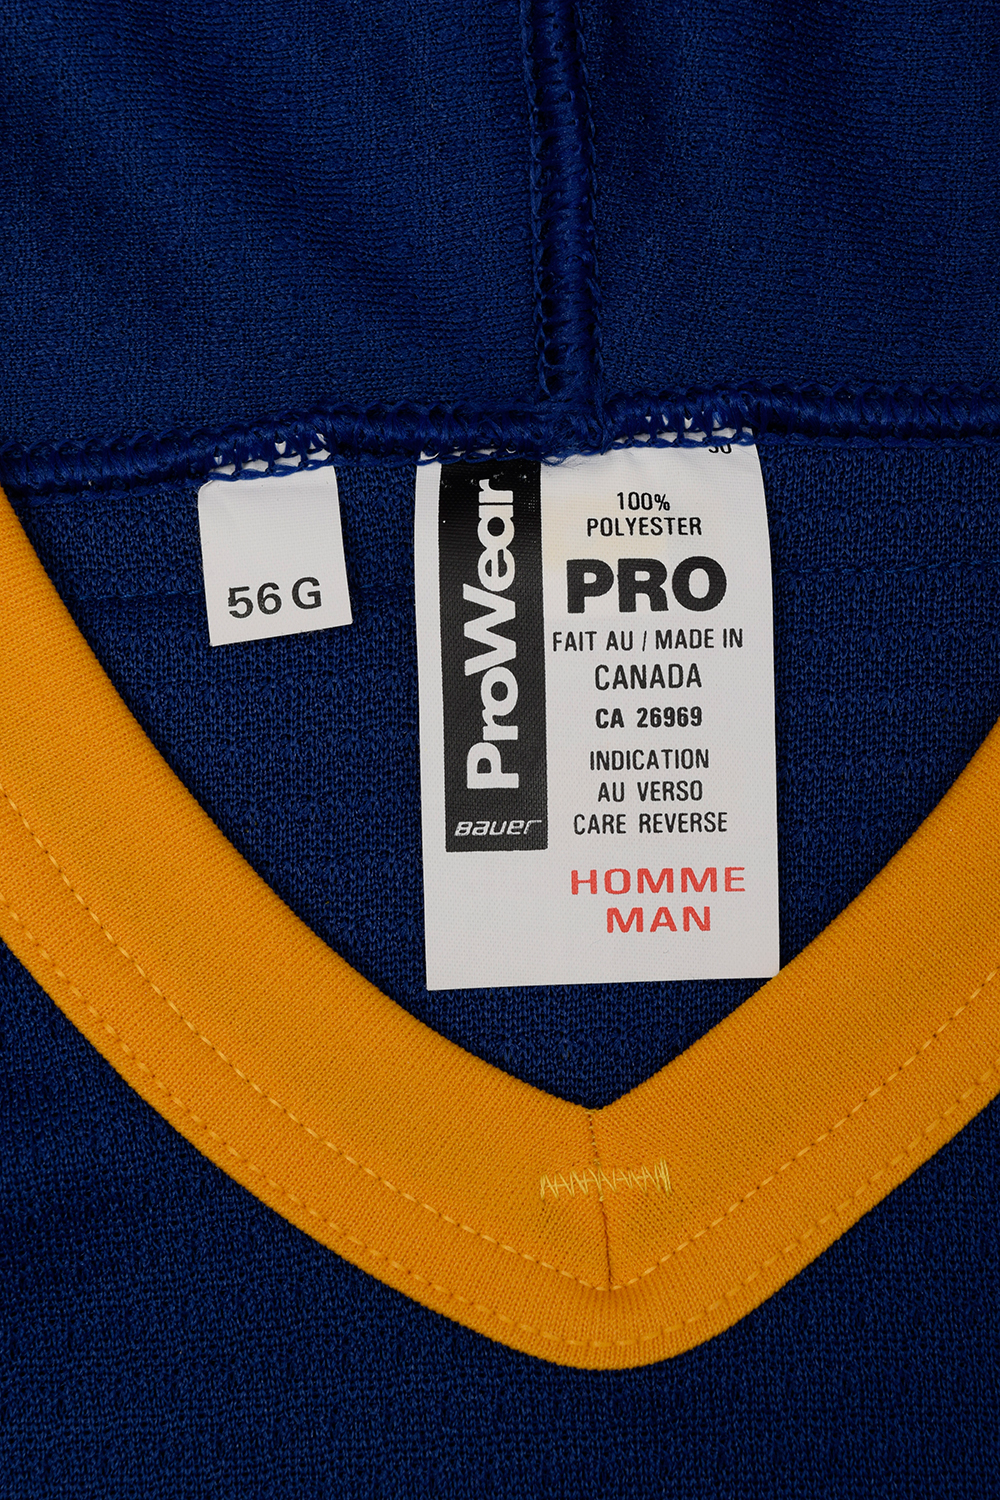 56 G
ProWear
BAUER
100%
POLYESTER
PRO
FAIT AU / MADE IN
CANADA
CA 26969
INDICATION
AU VERSO
CARE REVERSE
HOMME
MAN